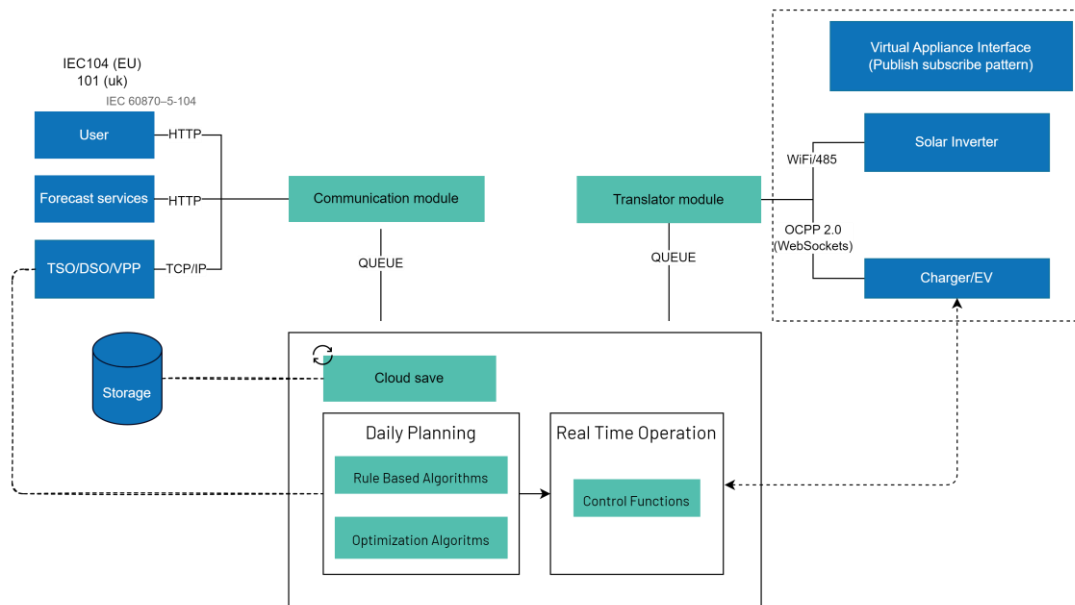 IEC104 (EU)
101 (uk)
IEC 60870–5-104
User
HTTP
Forecast services
HTTP
TSO/DSO/VPP
TCP/IP
Communication module
QUEUE
Translator module
QUEUE
Virtual Appliance Interface
(Publish subscribe pattern)
Solar Inverter
WiFi/485
OCPP 2.0
(WebSockets)
Charger/EV
Storage
Cloud save
Daily Planning
Rule Based Algorithms
Optimization Algoritms
Real Time Operation
Control Functions